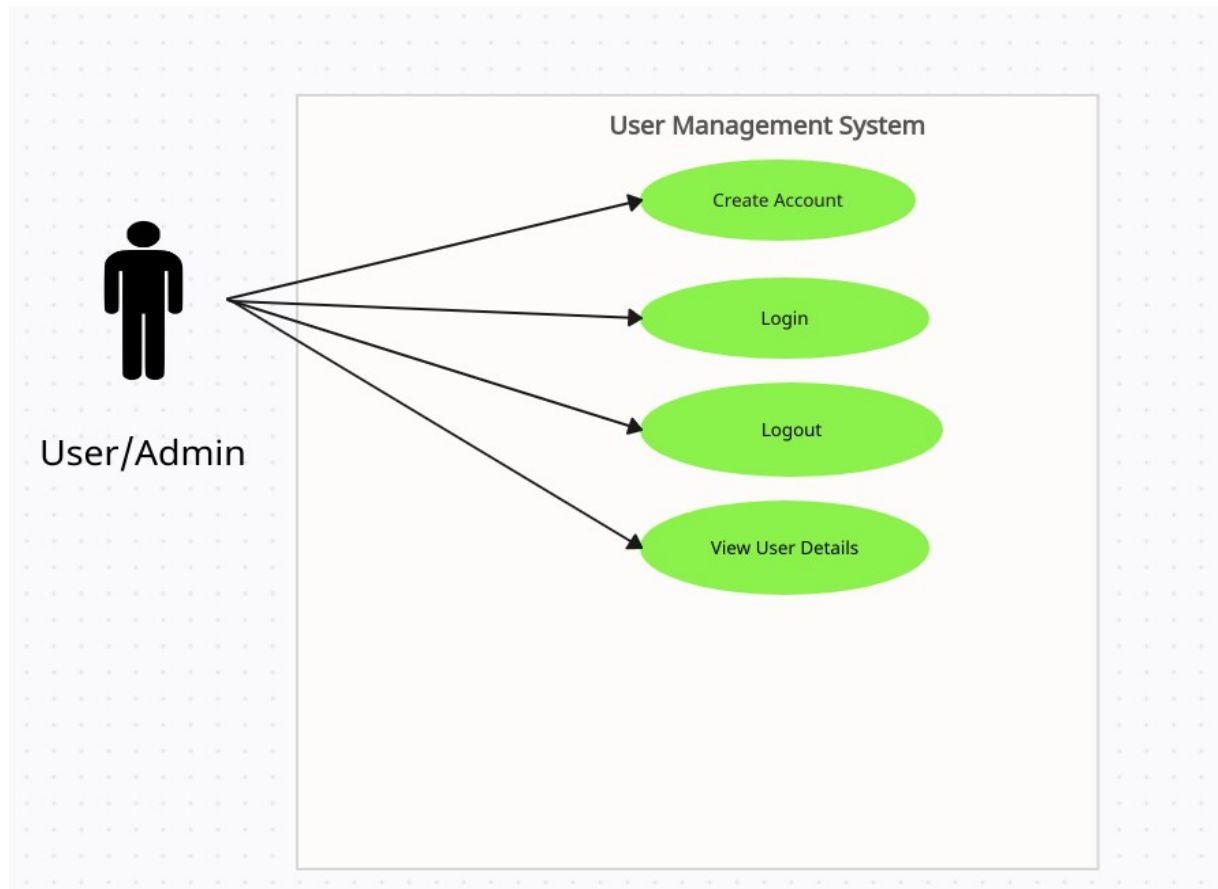 User Management System
Create Account
Login
Logout
View User Details
User/Admin